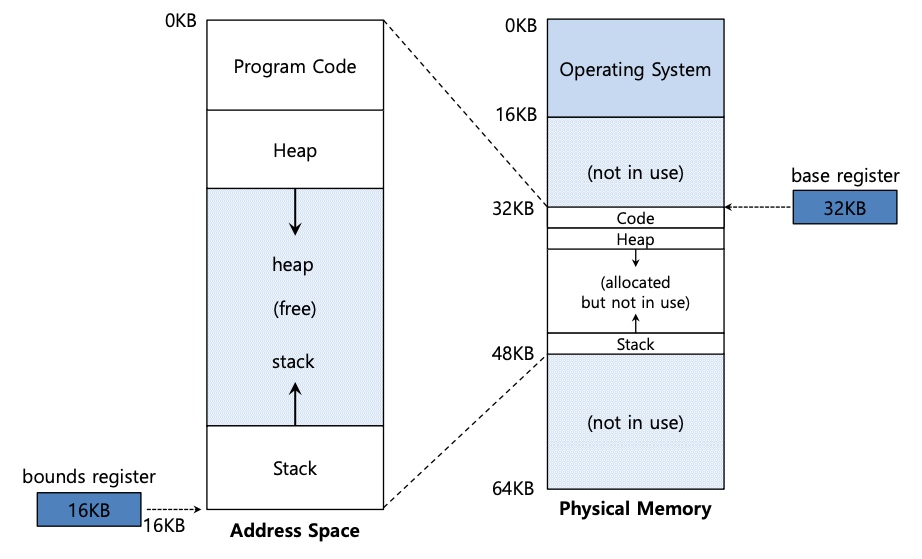 0KB
Program Code
Heap
heap
(free)
stack
Stack
bounds register
16KB
16KB
Address Space
0KB
Operating System
16KB
(not in use)
base register
32KB
32KB
Code
Heap
(allocated
but not in use)
Stack
48KB
(not in use)
64KB
Physical Memory